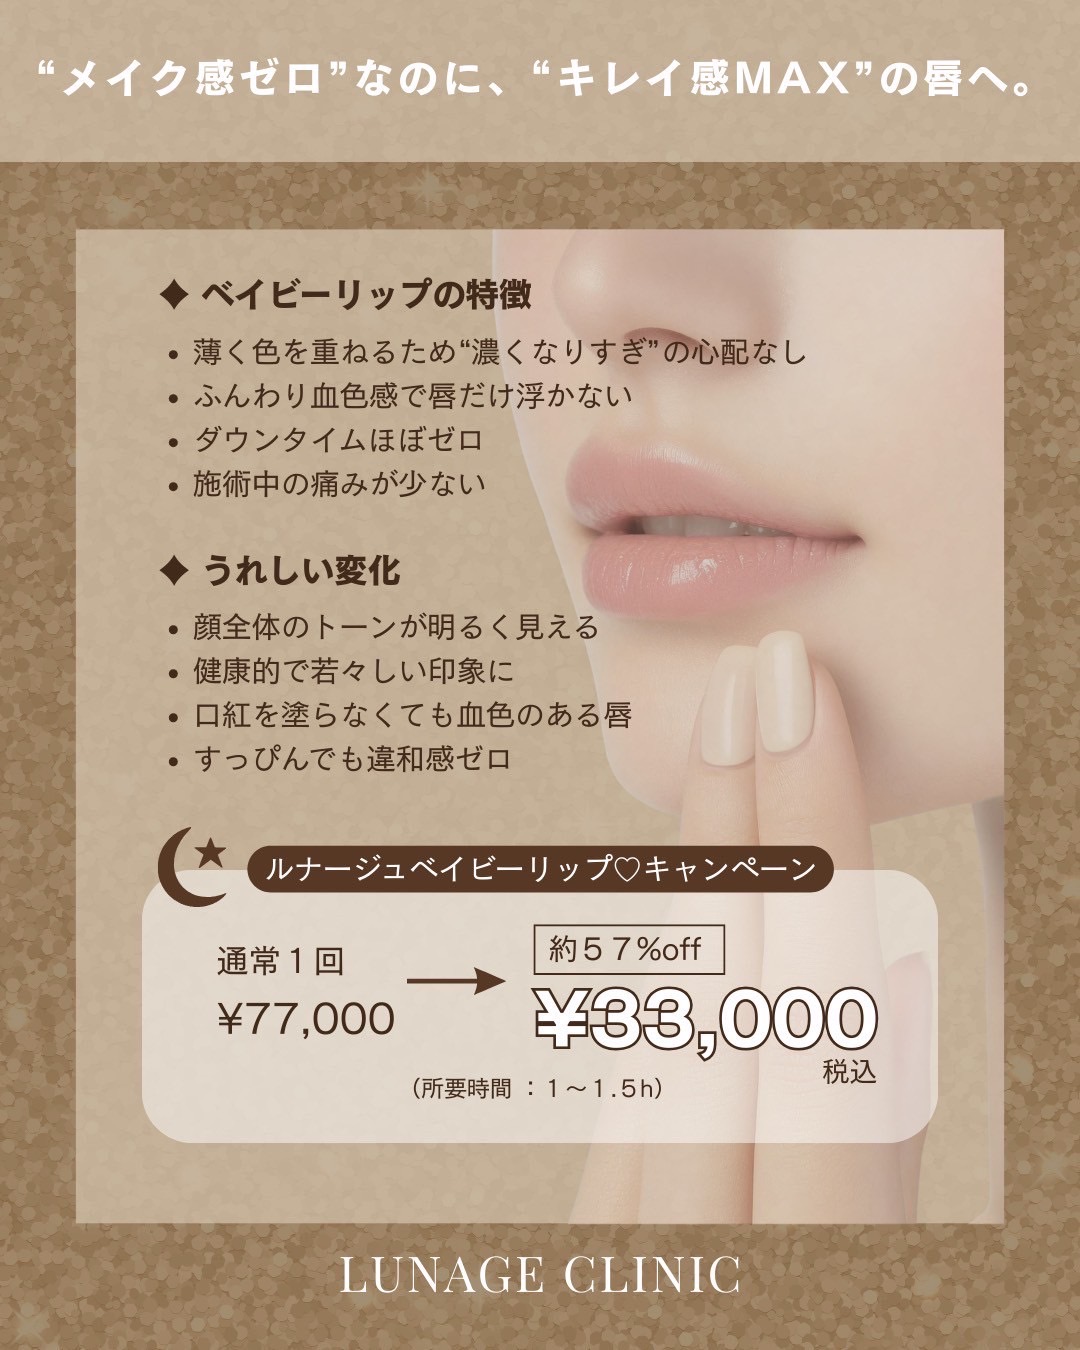 “メイク感ゼロ”なのに、“キレイ感MAX”の唇へ。
ベイビーリップの特徴
• 薄く色を重ねるため“濃くなりすぎ”の心配なし
• ふんわり血色感で唇だけ浮かない
• ダウンタイムほぼゼロ
• 施術中の痛みが少ない
うれしい変化
• 顔全体のトーンが明るく見える
• 健康的で若々しい印象に
• 口紅を塗らなくても血色のある唇
• すっぴんでも違和感ゼロ
ルナージュベイビーリップ♡キャンペーン
通常１回
¥77,000
約５７%off
¥33,000
税込
（所要時間：１～１.５h）
LUNAGE CLINIC